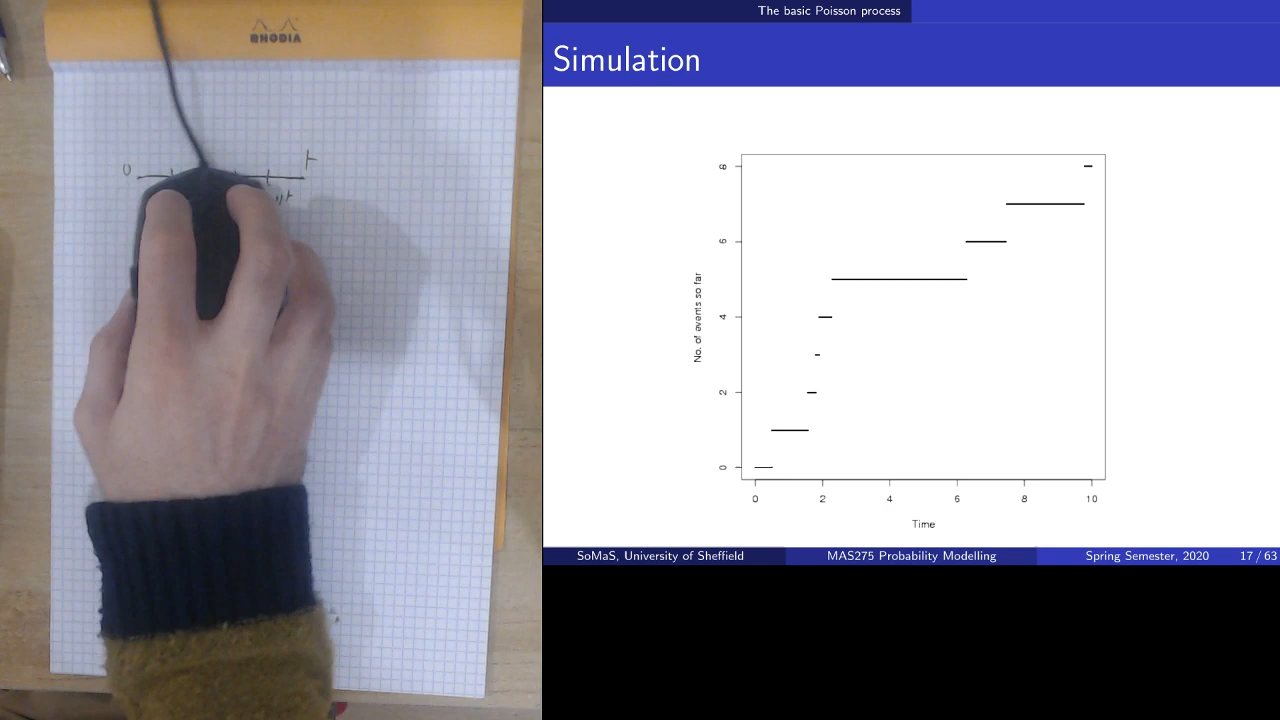 RHODIA
0 t
The basic Poisson process
Simulation
No. of events so far
8
6
4
2
0
0 2 4 6 8 10
Time
SoMaS, University of Sheffield MAS275 Probability Modelling Spring Semester, 2020 17 / 63